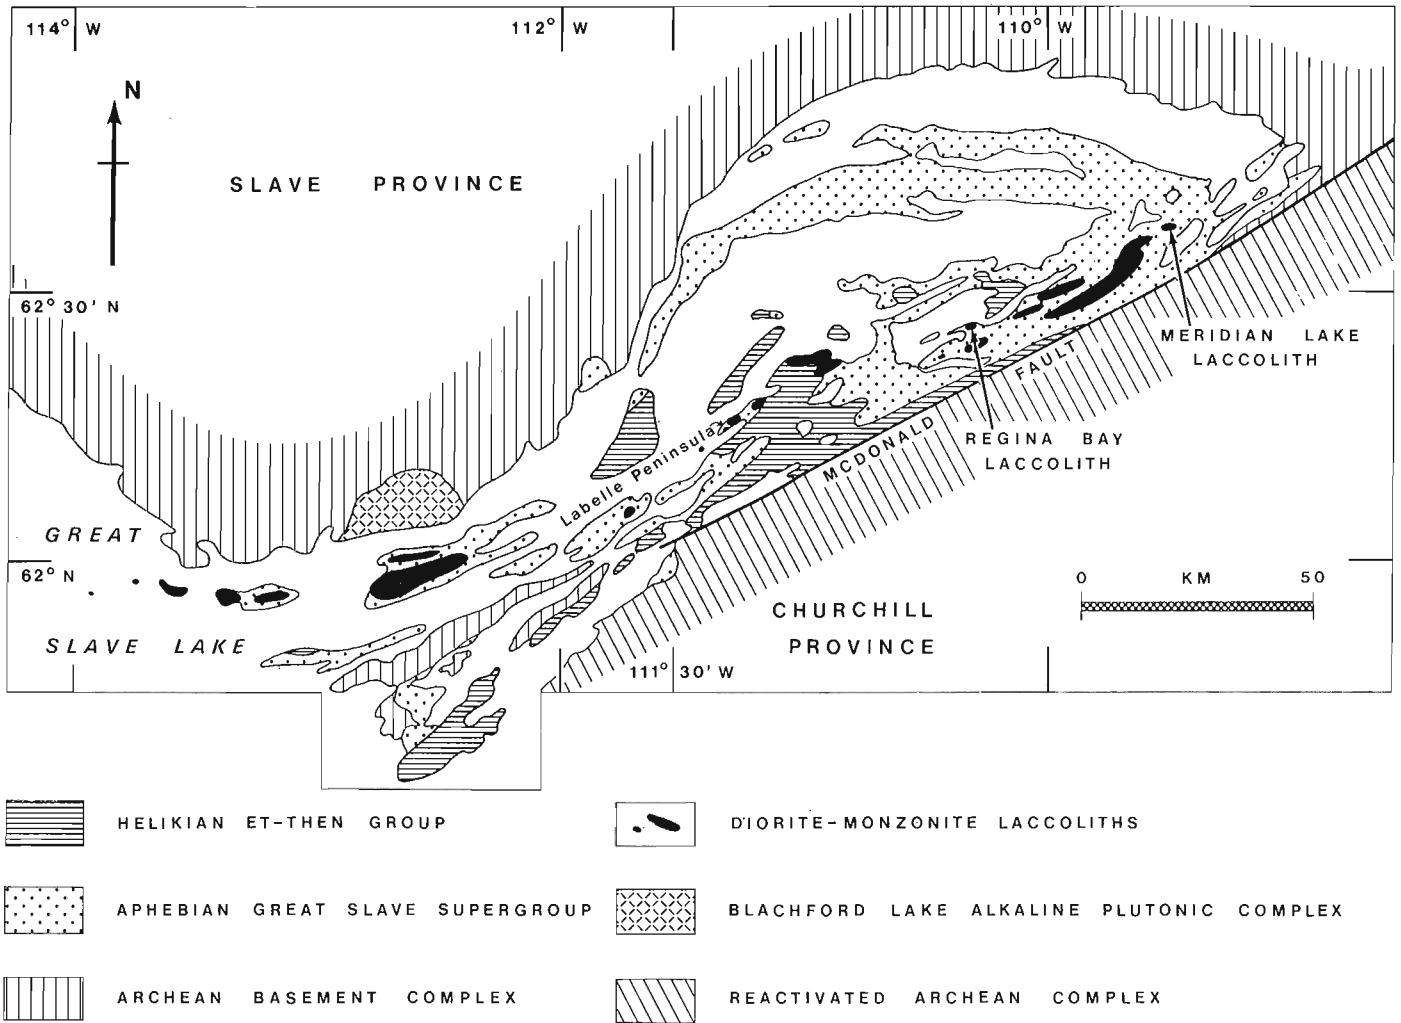 114° W
112° W
110° W
N
SLAVE PROVINCE
62° 30' N
MERIDIAN LAKE
LACCOLITH
FAULT
MCDONALD
REGINA BAY
LACCOLITH
Labelle Peninsula
GREAT
62° N
SLAVE LAKE
CHURCHILL
PROVINCE
0 KM 50
111° 30' W
HELIKIAN ET-THEN GROUP
DIORITE-MONZONITE LACCOLITHS
APHEBIAN GREAT SLAVE SUPERGROUP
BLACHFORD LAKE ALKALINE PLUTONIC COMPLEX
ARCHEAN BASEMENT COMPLEX
REACTIVATED ARCHEAN COMPLEX